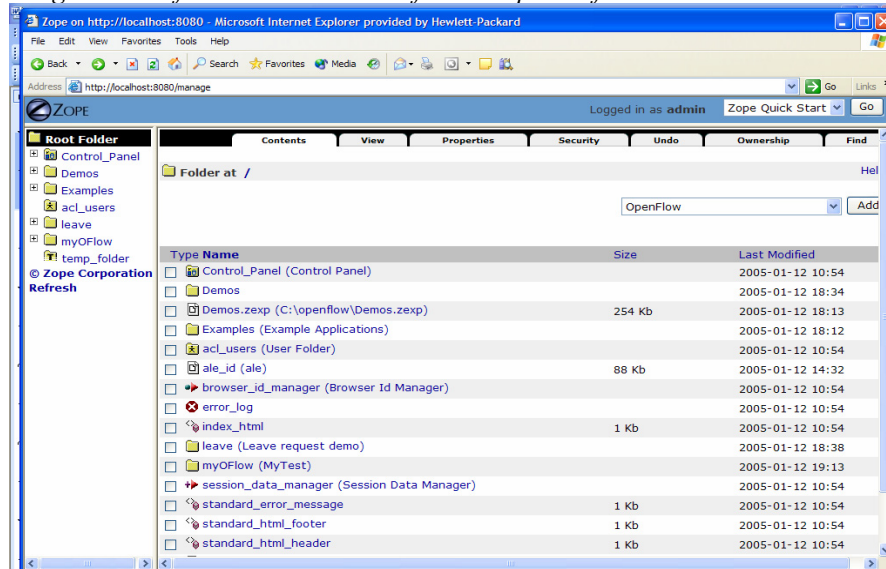 Zope on http://localhost:8080 - Microsoft Internet Explorer provided by Hewlett-Packard
File Edit View Favorites Tools Help
Back Search Favorites Media
Address http://localhost:8080/manage Go Links
ZOPE Logged in as admin Zope Quick Start Go
Root Folder
Control_Panel
Demos
Examples
acl_users
leave
myOFlow
temp_folder
© Zope Corporation
Refresh
Contents View Properties Security Undo Ownership Find
Folder at / Hel
OpenFlow Add
Type Name Size Last Modified
Control_Panel (Control Panel) 2005-01-12 10:54
Demos 2005-01-12 18:34
Demos.zexp (C:\openflow\Demos.zexp) 254 Kb 2005-01-12 18:13
Examples (Example Applications) 2005-01-12 18:12
acl_users (User Folder) 2005-01-12 10:54
ale_id (ale) 88 Kb 2005-01-12 14:32
browser_id_manager (Browser Id Manager) 2005-01-12 10:54
error_log 2005-01-12 10:54
index_html 1 Kb 2005-01-12 10:54
leave (Leave request demo) 2005-01-12 18:38
myOFlow (MyTest) 2005-01-12 19:13
session_data_manager (Session Data Manager) 2005-01-12 10:54
standard_error_message 1 Kb 2005-01-12 10:54
standard_html_footer 1 Kb 2005-01-12 10:54
standard_html_header 1 Kb 2005-01-12 10:54